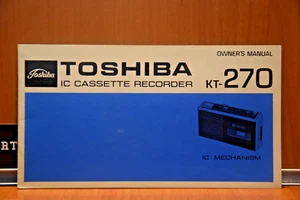 OWNER'S MANUAL
Toshiba
TOSHIBA
IC CASSETTE RECORDER
KT-270
IC MECHANISM
RT